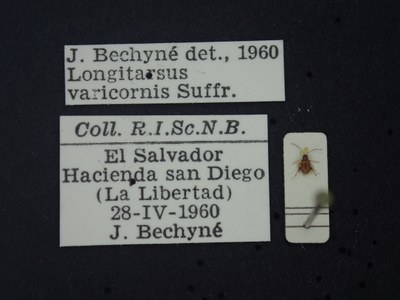 J. Bechyné det., 1960
Longitarsus
varicornis Suffr.
Coll. R.I.Sc.N.B.
El Salvador
Hacienda san Diego
(La Libertad)
28-IV-1960
J. Bechyné